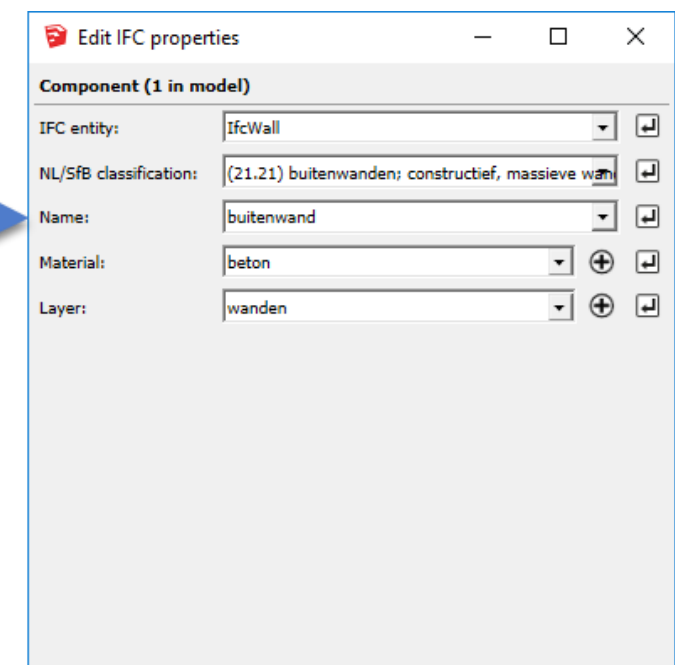 Edit IFC properties
Component (1 in model)
IFC entity: IfcWall
NL/SfB classification: (21.21) buitenwanden; constructief, massieve
Name: buitenwand
Material: beton
Layer: wanden